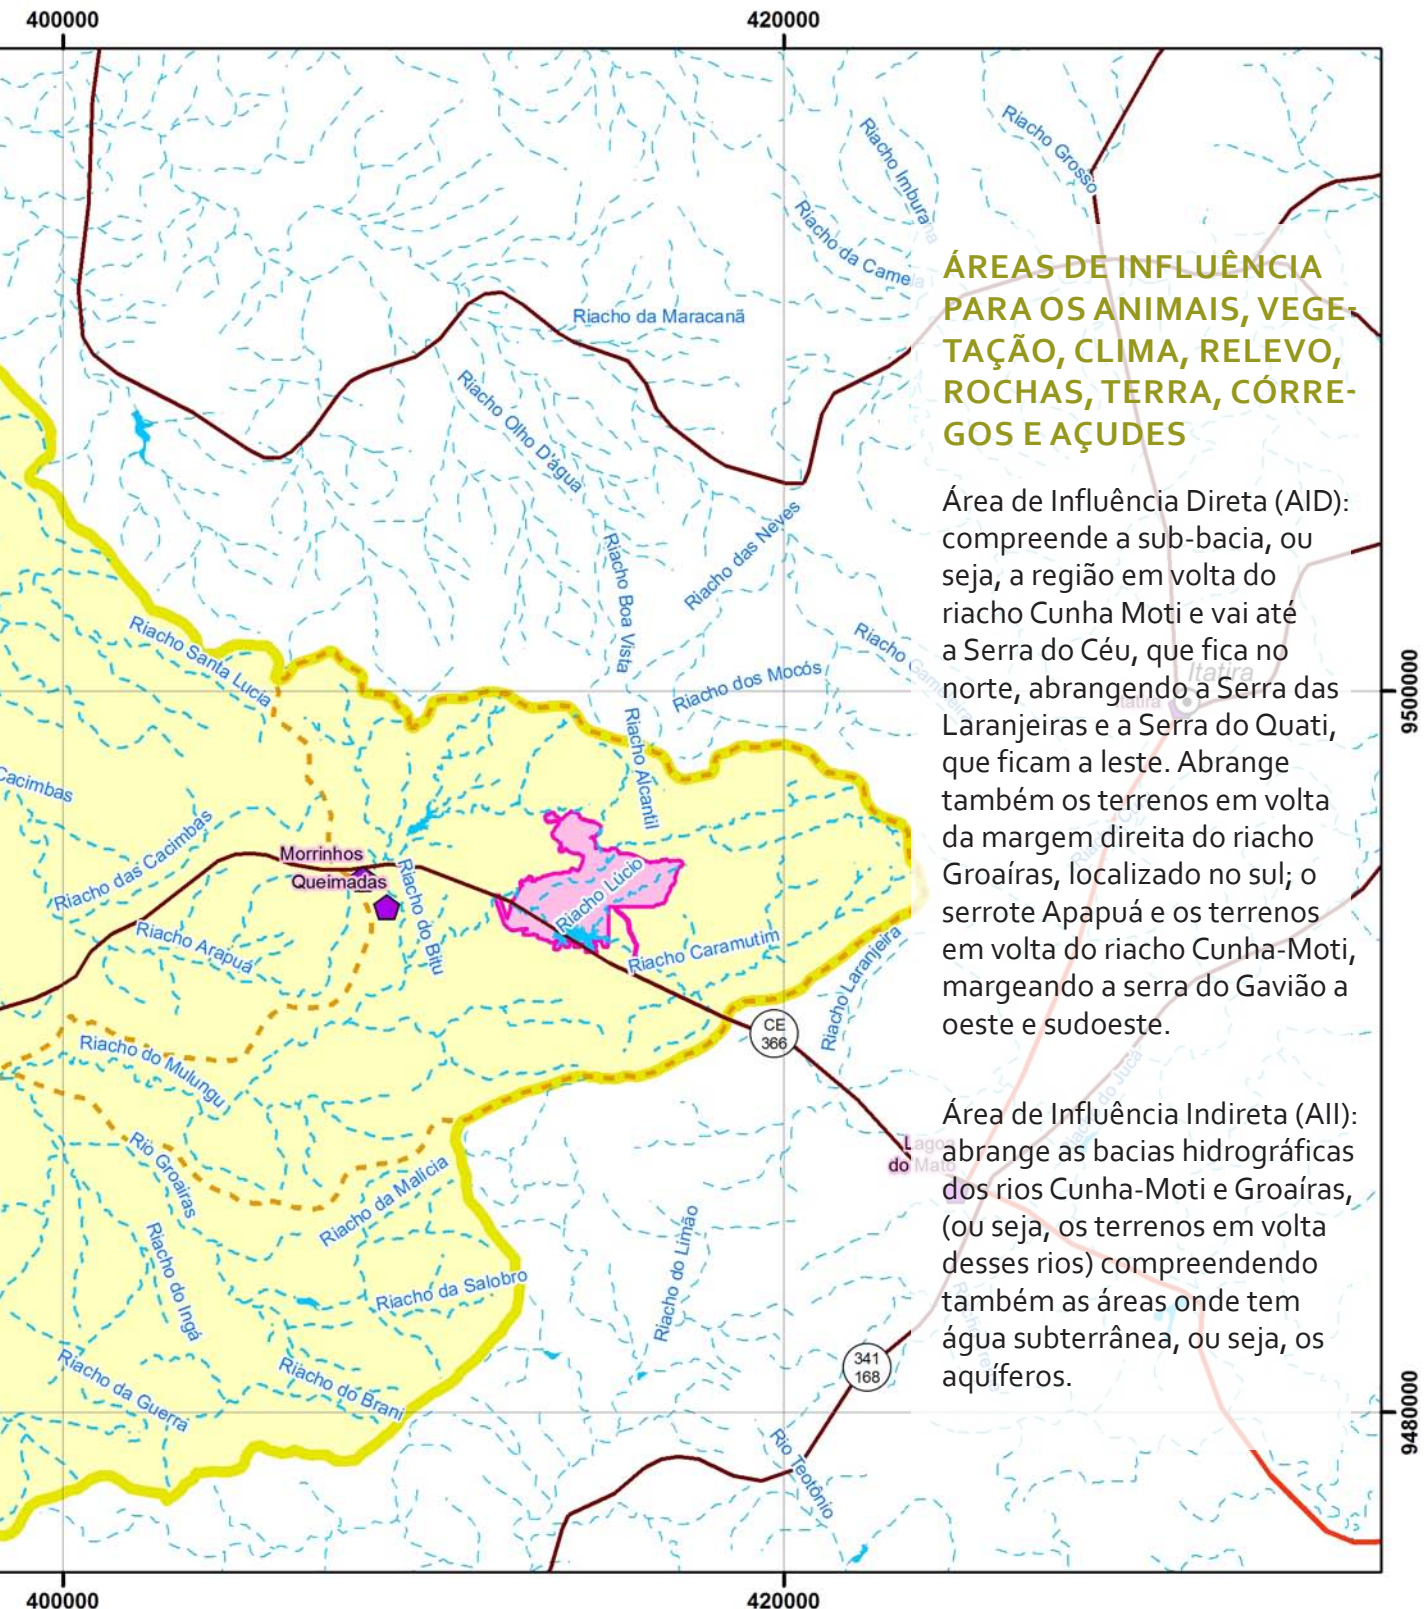 400000
420000
Riacho Grosso
Riacho Imburana
Riacho da Camela
ÁREAS DE INFLUÊNCIA
PARA OS ANIMAIS, VEGE-
TAÇÃO, CLIMA, RELEVO,
ROCHAS, TERRA, CÓRRE-
GOS E AÇUDES
Riacho da Maracanã
Riacho Olho D'água
Riacho das Neves
Riacho Boa Vista
Riacho Santa Lucia
Riacho Gameleira
Riacho dos Mocós
Riacho Alcantil
Itatira
Itatira
9500000
Área de Influência Direta (AID):
compreende a sub-bacia, ou
seja, a região em volta do
riacho Cunha Moti e vai até
a Serra do Céu, que fica no
norte, abrangendo a Serra das
Laranjeiras e a Serra do Quati,
que ficam a leste. Abrange
também os terrenos em volta
da margem direita do riacho
Groaíras, localizado no sul; o
serrote Apapuá e os terrenos
em volta do riacho Cunha-Moti,
margeando a serra do Gavião a
oeste e sudoeste.
Cacimbas
Riacho das Cacimbas
Morrinhos
Queimadas
Riacho do Bitu
Riacho Lúcio
Riacho Arapuá
Riacho Caramutim
Riacho Laranjeira
CE
366
Riacho do Mulungu
Riacho do Jucá
Rio Groairas
Riacho da Malícia
Lagoa
do Mato
Área de Influência Indireta (AII):
abrange as bacias hidrográficas
dos rios Cunha-Moti e Groaíras,
(ou seja, os terrenos em volta
desses rios) compreendendo
também as áreas onde tem
água subterrânea, ou seja, os
aquíferos.
Riacho do Ingá
Riacho da Salobro
Riacho do Limão
341
168
Riacho da Guerra
Riacho do Brani
Rio Teotônio
9480000
400000
420000